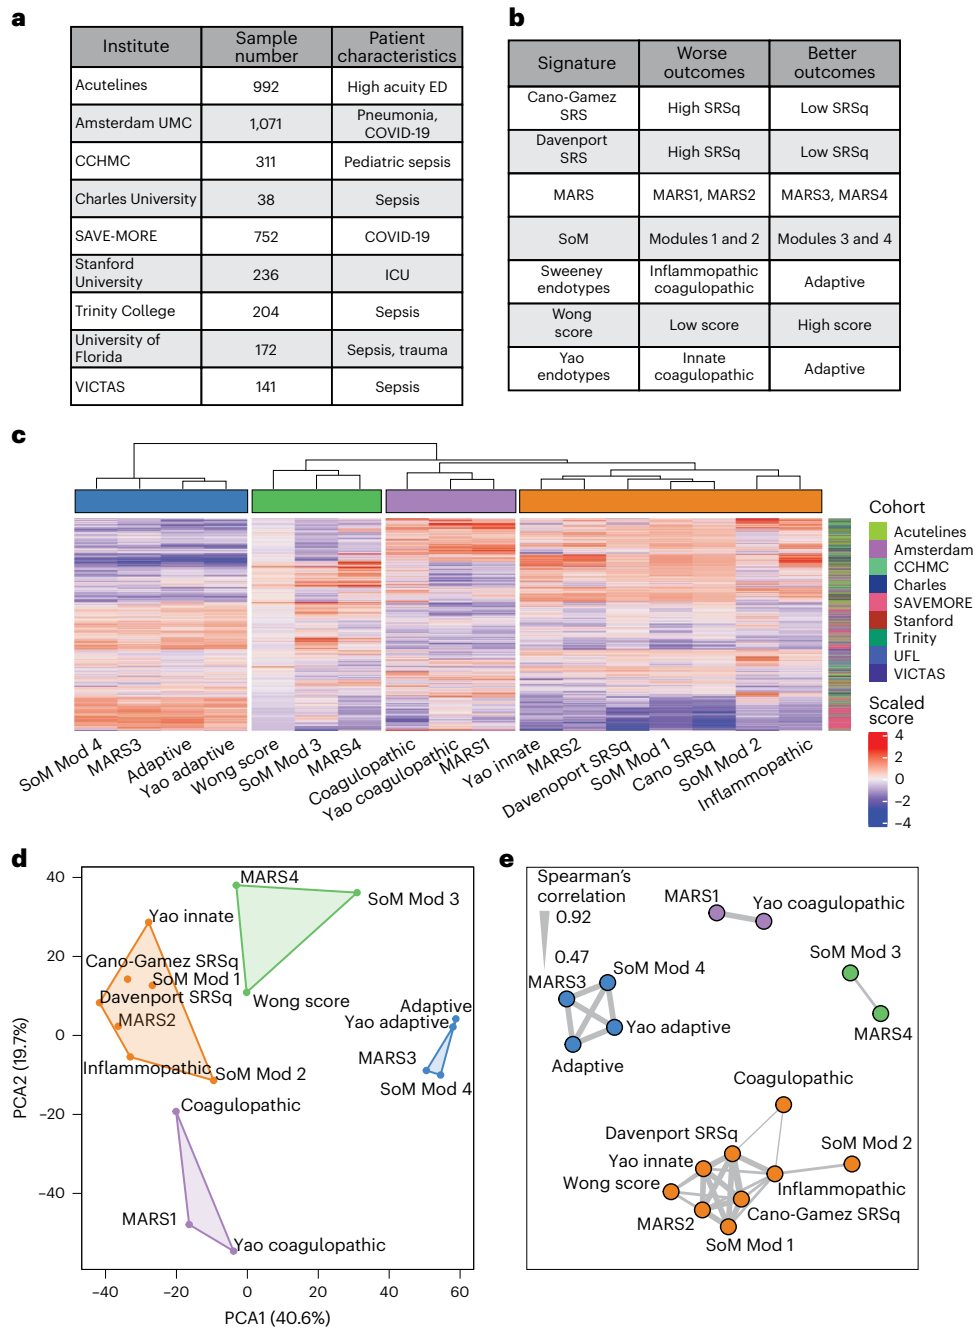 a
Institute
Sample number
Patient characteristics
Acutelines
992
High acuity ED
Amsterdam UMC
1,071
Pneumonia, COVID-19
CCHMC
311
Pediatric sepsis
Charles University
38
Sepsis
SAVE-MORE
752
COVID-19
Stanford University
236
ICU
Trinity College
204
Sepsis
University of Florida
172
Sepsis, trauma
VICTAS
141
Sepsis
b
Signature
Worse outcomes
Better outcomes
Cano-Gamez SRS
High SRSq
Low SRSq
Davenport SRS
High SRSq
Low SRSq
MARS
MARS1, MARS2
MARS3, MARS4
SoM
Modules 1 and 2
Modules 3 and 4
Sweeney endotypes
Inflammopathic coagulopathic
Adaptive
Wong score
Low score
High score
Yao endotypes
Innate coagulopathic
Adaptive
c
SoM Mod 4
MARS3
Adaptive
Yao adaptive
Wong score
SoM Mod 3
MARS4
Coagulopathic
Yao coagulopathic
MARS1
Yao innate
MARS2
Davenport SRSq
SoM Mod 1
Cano SRSq
SoM Mod 2
Inflammopathic
Cohort
Acutelines
Amsterdam
CCHMC
Charles
SAVEMORE
Stanford
Trinity
UFL
VICTAS
Scaled score
4
2
0
−2
−4
d
PCA2 (19.7%)
40
20
0
−20
−40
MARS4
SoM Mod 3
Yao innate
Cano-Gamez SRSq
SoM Mod 1
Davenport SRSq
Wong score
MARS2
Adaptive
Yao adaptive
MARS3
SoM Mod 4
Inflammopathic
SoM Mod 2
Coagulopathic
MARS1
Yao coagulopathic
−40
−20
0
20
40
60
PCA1 (40.6%)
e
Spearman's correlation
0.92
0.47
MARS1
Yao coagulopathic
SoM Mod 3
MARS4
MARS3
SoM Mod 4
Yao adaptive
Adaptive
Coagulopathic
Davenport SRSq
SoM Mod 2
Yao innate
Wong score
Inflammopathic
MARS2
Cano-Gamez SRSq
SoM Mod 1